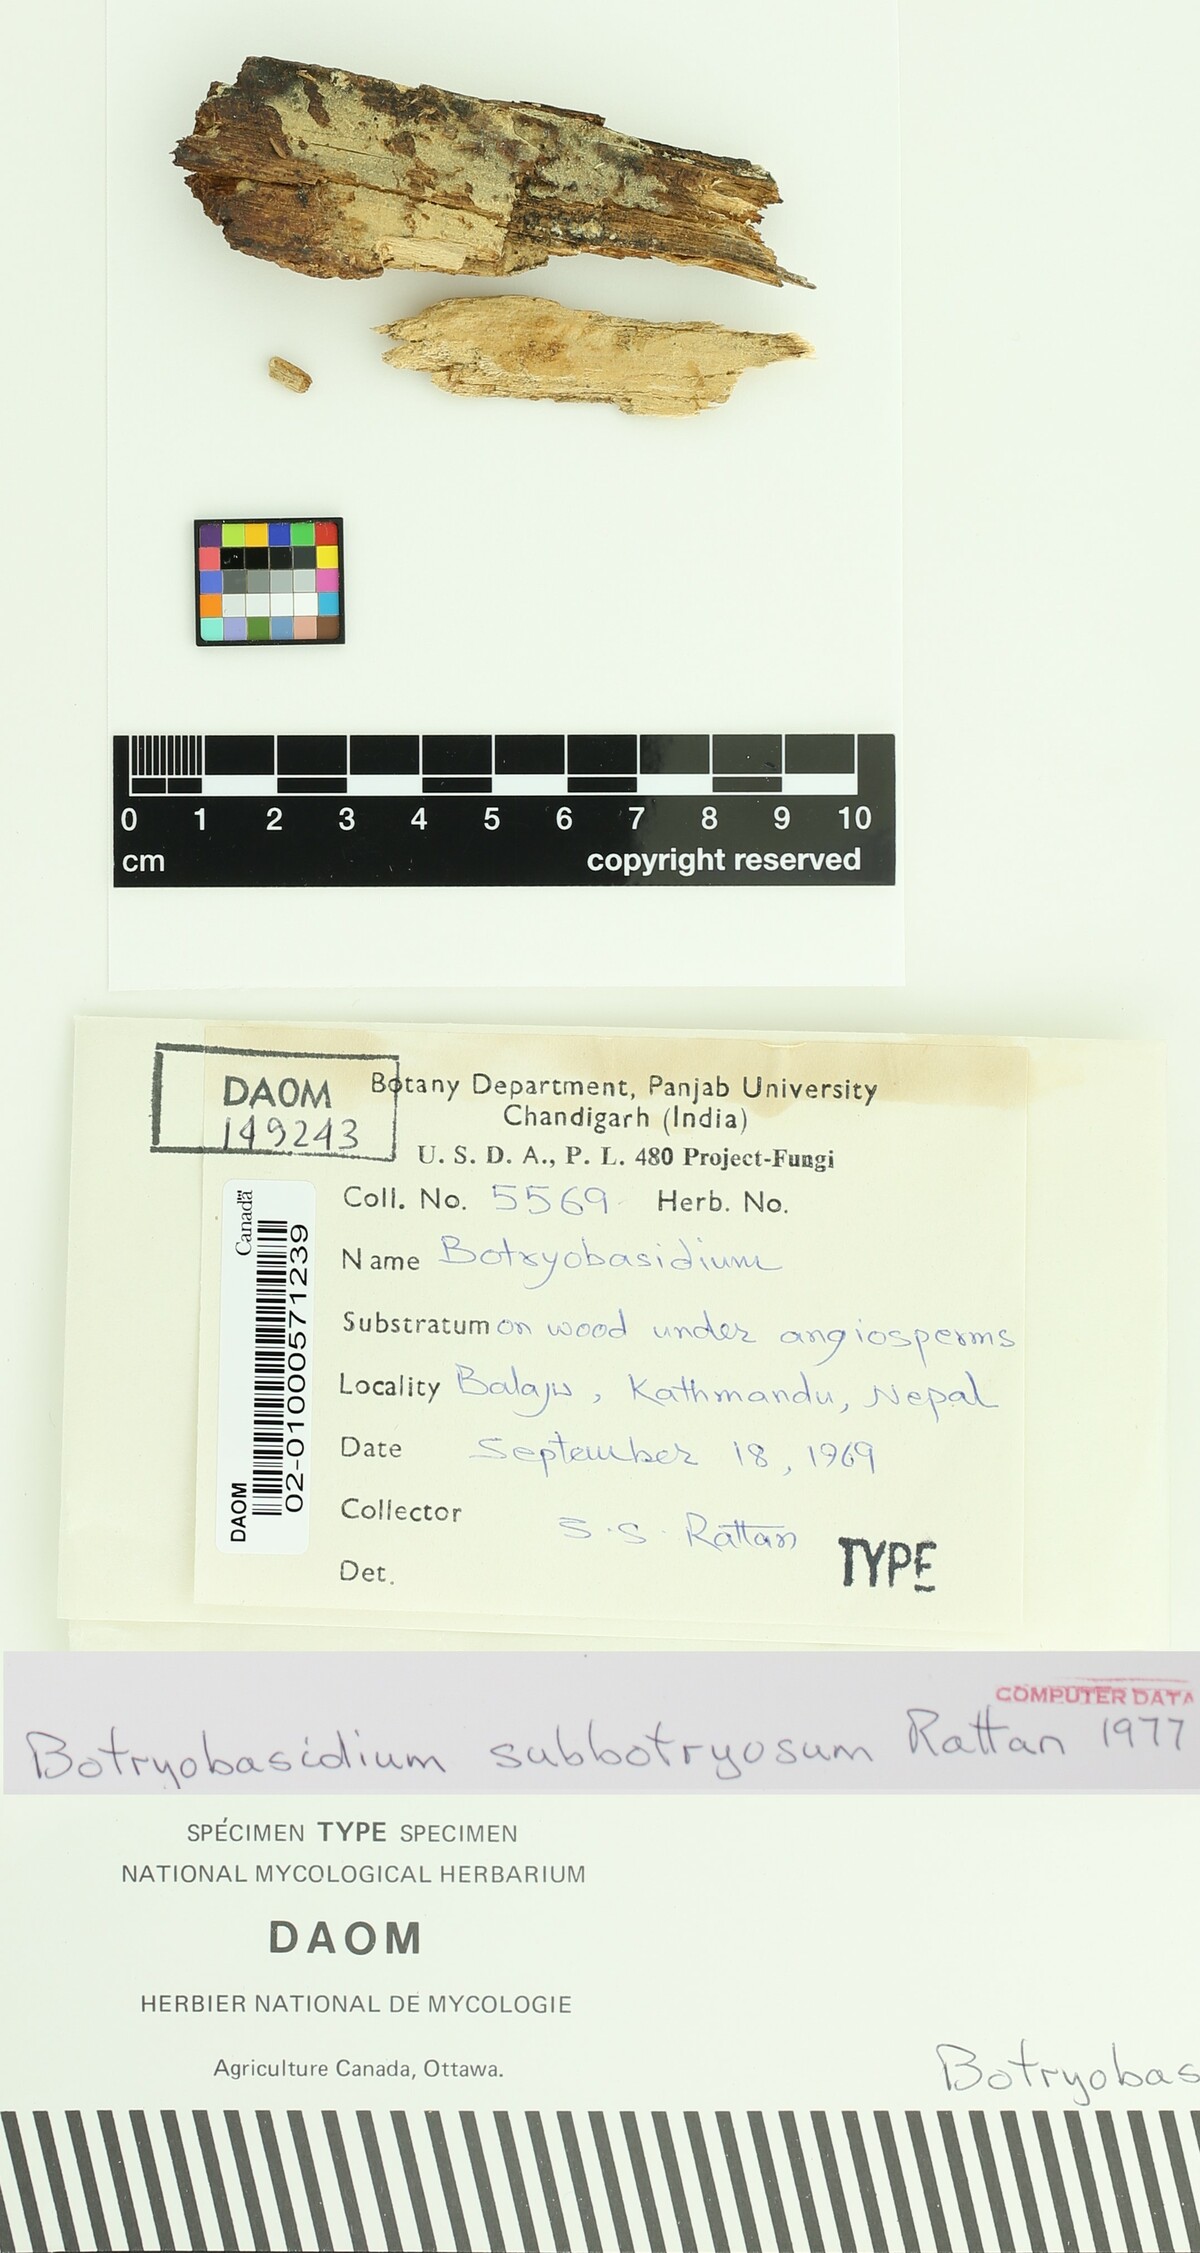 0 1 2 3 4 5 6 7 8 9 10
cm copyright reserved
DAOM
149243
Botany Department, Panjab University
Chandigarh (India)
U. S. D. A., P. L. 480 Project-Fungi
Coll. No. 5569 Herb. No.
Name Botryobasidium
Substratum on wood under angiosperms
Locality Balaju, Kathmandu, Nepal
Date September 18, 1969
Collector S. S. Rattan
Det.
TYPE
Canada
02-01000571239
DAOM
COMPUTER DATA
Botryobasidium subbotryosum Rattan 1977
SPÉCIMEN TYPE SPECIMEN
NATIONAL MYCOLOGICAL HERBARIUM
DAOM
HERBIER NATIONAL DE MYCOLOGIE
Agriculture Canada, Ottawa.
Botryobas